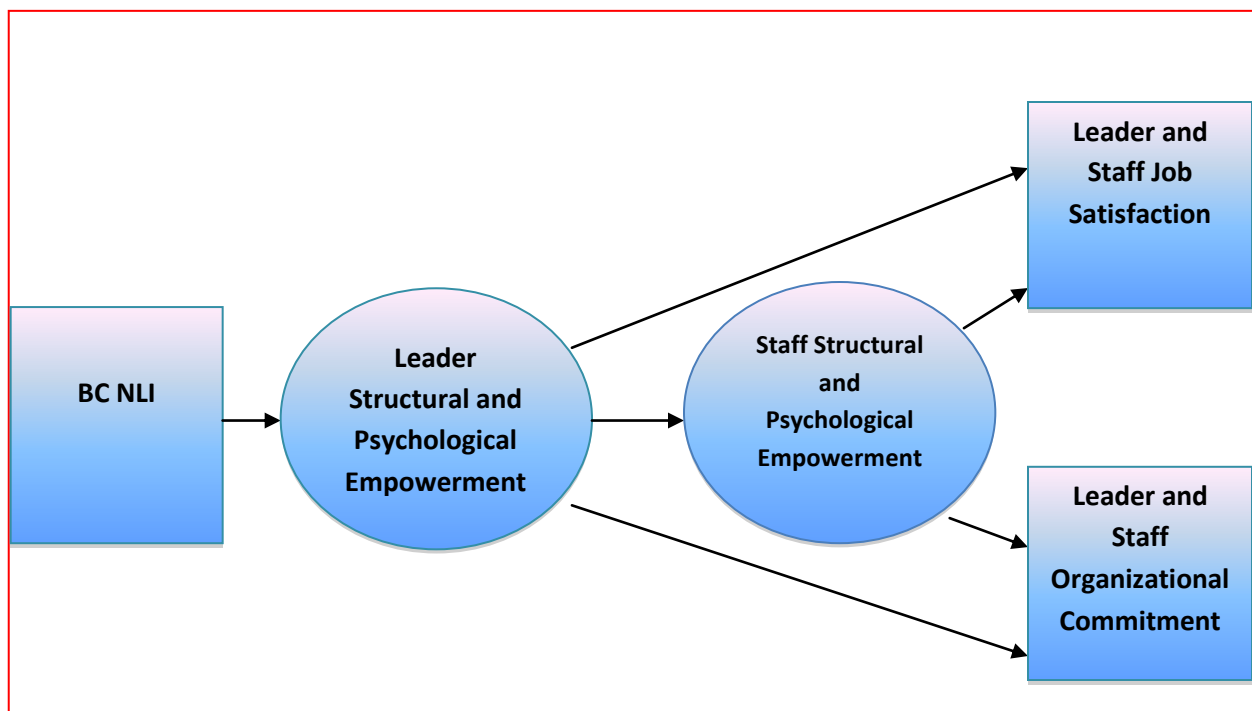 BC NLI
Leader
Structural and
Psychological
Empowerment
Staff Structural
and
Psychological
Empowerment
Leader and
Staff Job
Satisfaction
Leader and
Staff
Organizational
Commitment